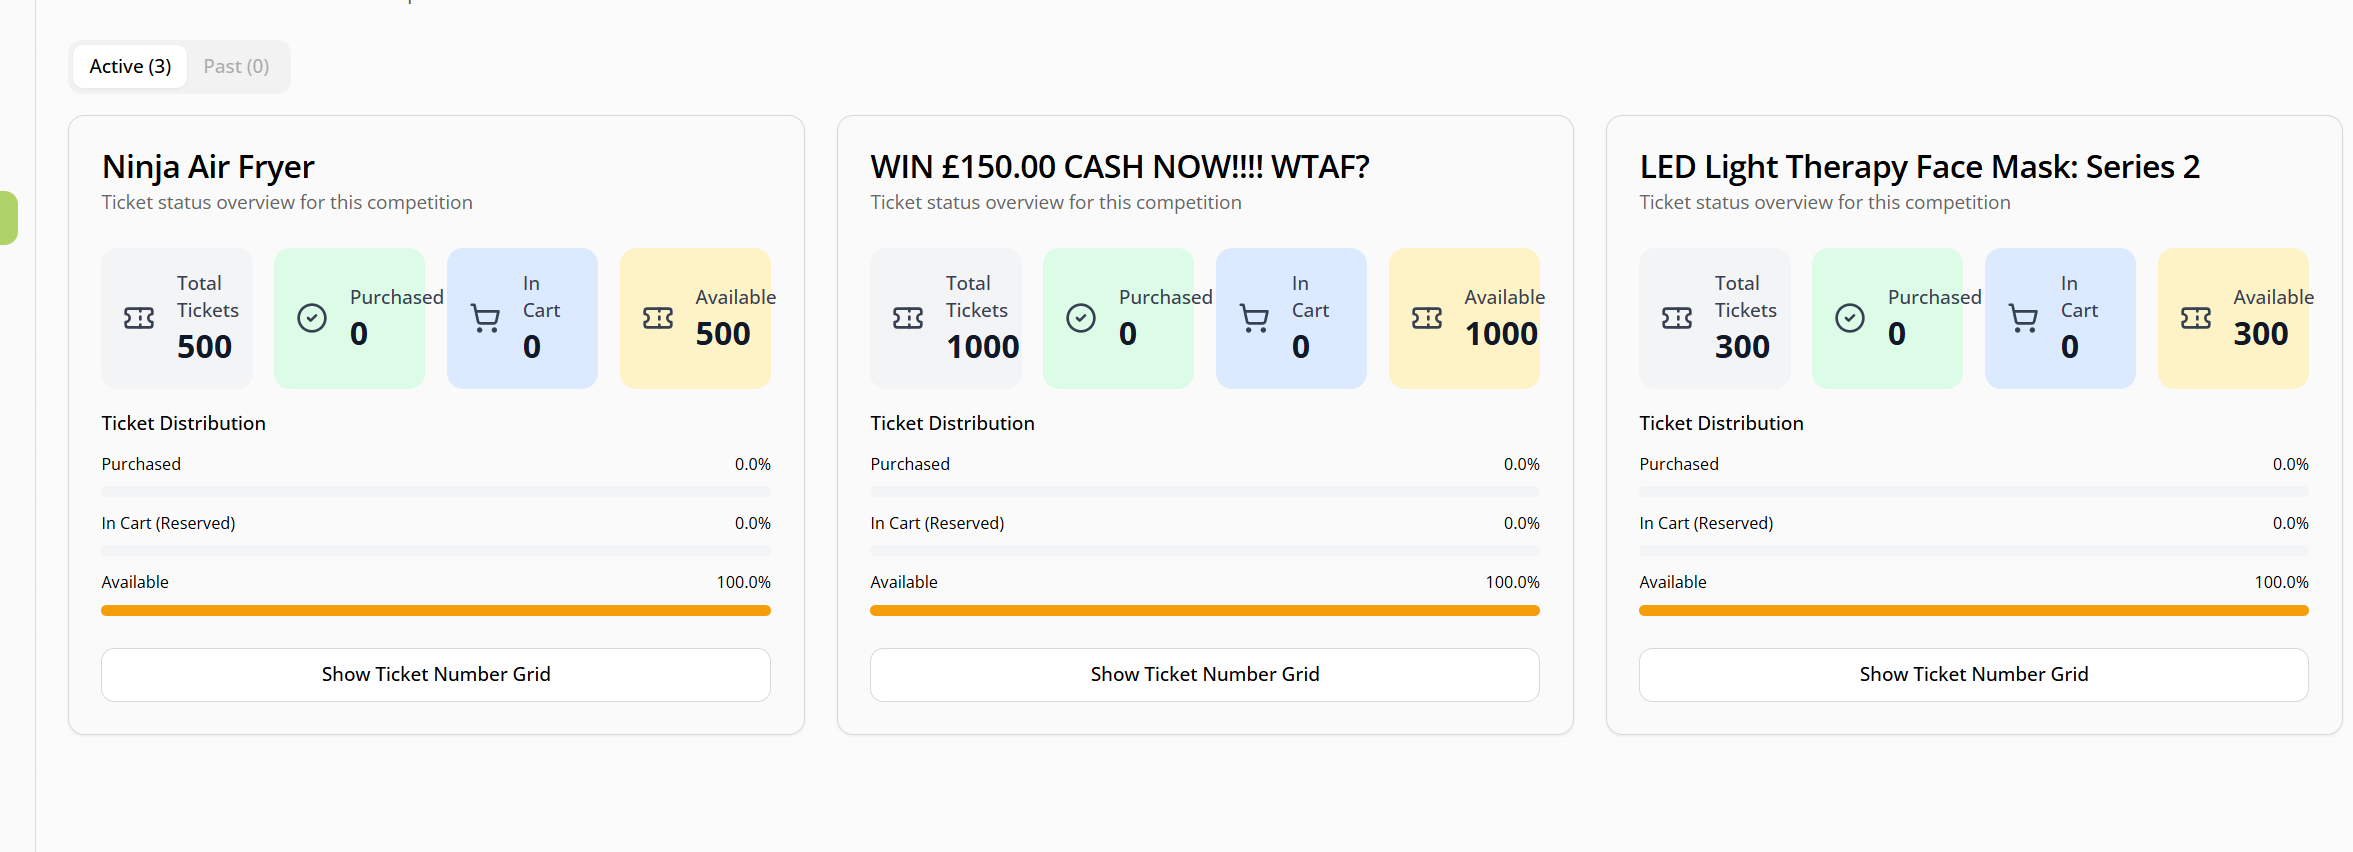 Active (3)
Past (0)
Ninja Air Fryer
Ticket status overview for this competition
Total
Tickets
500
Purchased
0
In
Cart
0
Available
500
Ticket Distribution
Purchased 0.0%
In Cart (Reserved) 0.0%
Available 100.0%
Show Ticket Number Grid
WIN £150.00 CASH NOW!!!! WTAF?
Ticket status overview for this competition
Total
Tickets
1000
Purchased
0
In
Cart
0
Available
1000
Ticket Distribution
Purchased 0.0%
In Cart (Reserved) 0.0%
Available 100.0%
Show Ticket Number Grid
LED Light Therapy Face Mask: Series 2
Ticket status overview for this competition
Total
Tickets
300
Purchased
0
In
Cart
0
Available
300
Ticket Distribution
Purchased 0.0%
In Cart (Reserved) 0.0%
Available 100.0%
Show Ticket Number Grid